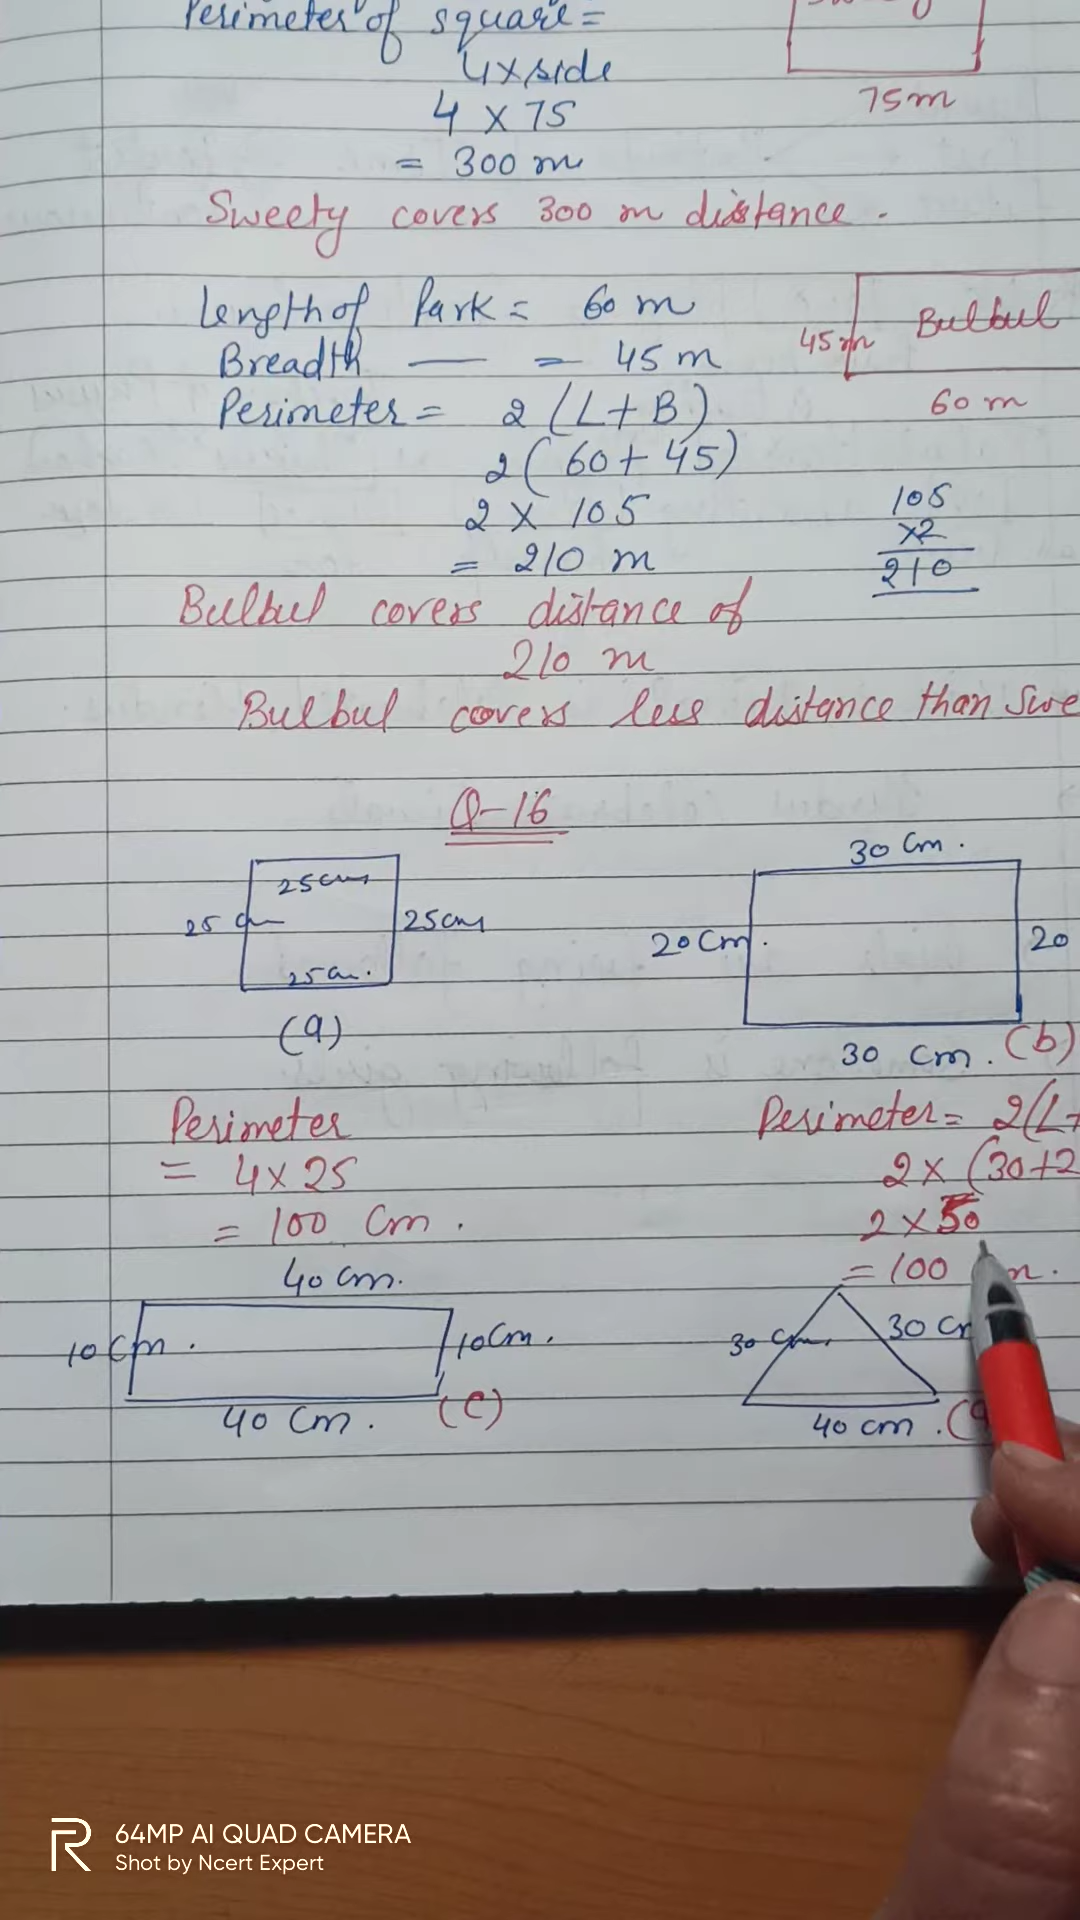 Perimeter of square =
4 x side
4 x 75
= 300 m
75 m
Sweety covers 300 m distance.
Length of Park = 60 m
Breadth — = 45 m
Perimeter = 2 (L + B)
2 (60 + 45)
2 x 105
= 210 m
45 m
Bulbul
60 m
105
x2
210
Bulbul covers distance of
210 m
Bulbul covers less distance than Swe
Q-16
25 cm
25 cm
25 cm
25 cm.
(a)
30 cm.
20 cm.
20
30 cm. (b)
Perimeter
= 4 x 25
= 100 cm.
Perimeter = 2(L+
2 x (30+2
2 x 50
= 100 m.
40 cm.
10 cm.
10 cm.
40 cm. (c)
30 cm.
30 cm
40 cm.
64MP AI QUAD CAMERA
Shot by Ncert Expert